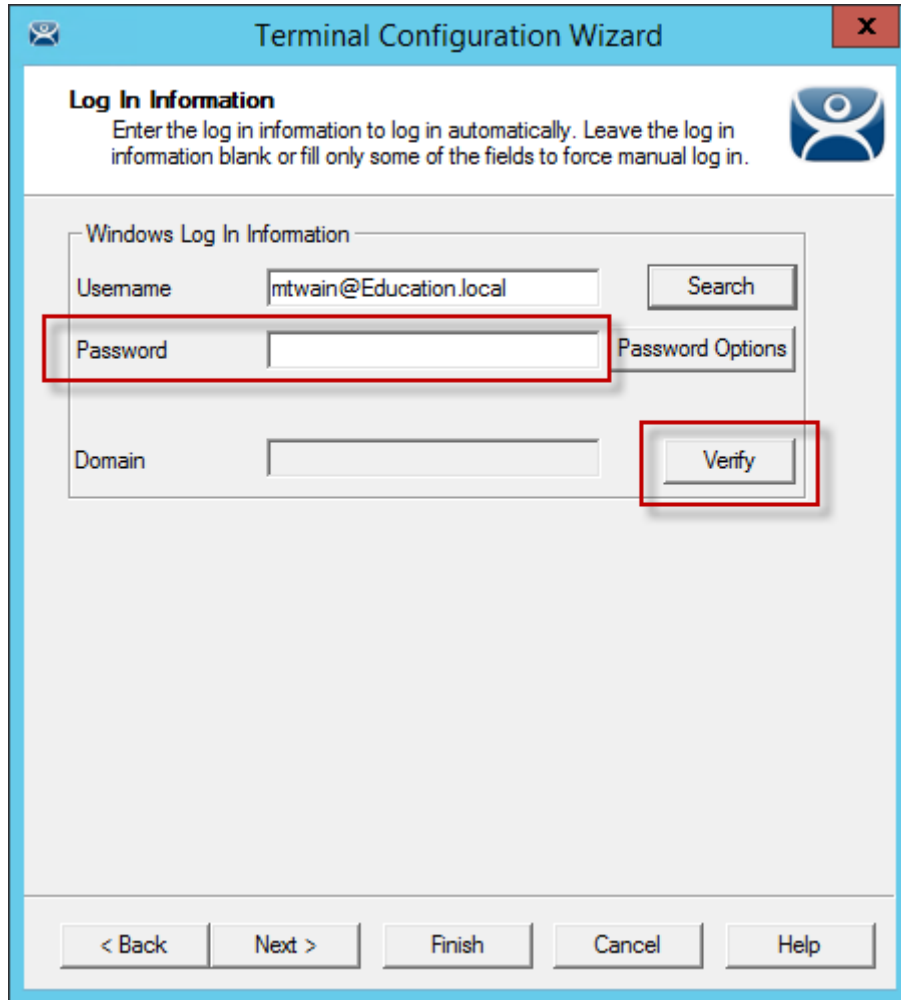 Terminal Configuration Wizard
x
Log In Information
Enter the log in information to log in automatically. Leave the log in
information blank or fill only some of the fields to force manual log in.
Windows Log In Information
Username mtwain@Education.local Search
Password Password Options
Domain Verify
< Back Next > Finish Cancel Help